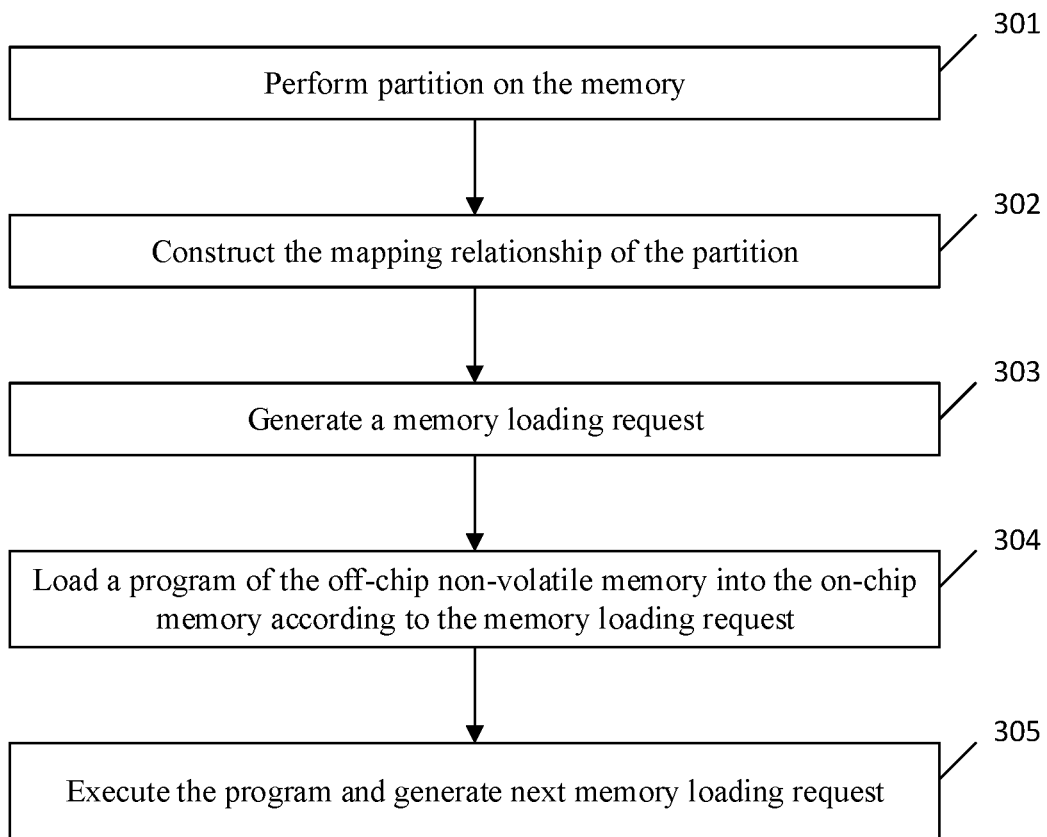 301
Perform partition on the memory
302
Construct the mapping relationship of the partition
303
Generate a memory loading request
304
Load a program of the off-chip non-volatile memory into the on-chip
memory according to the memory loading request
305
Execute the program and generate next memory loading request